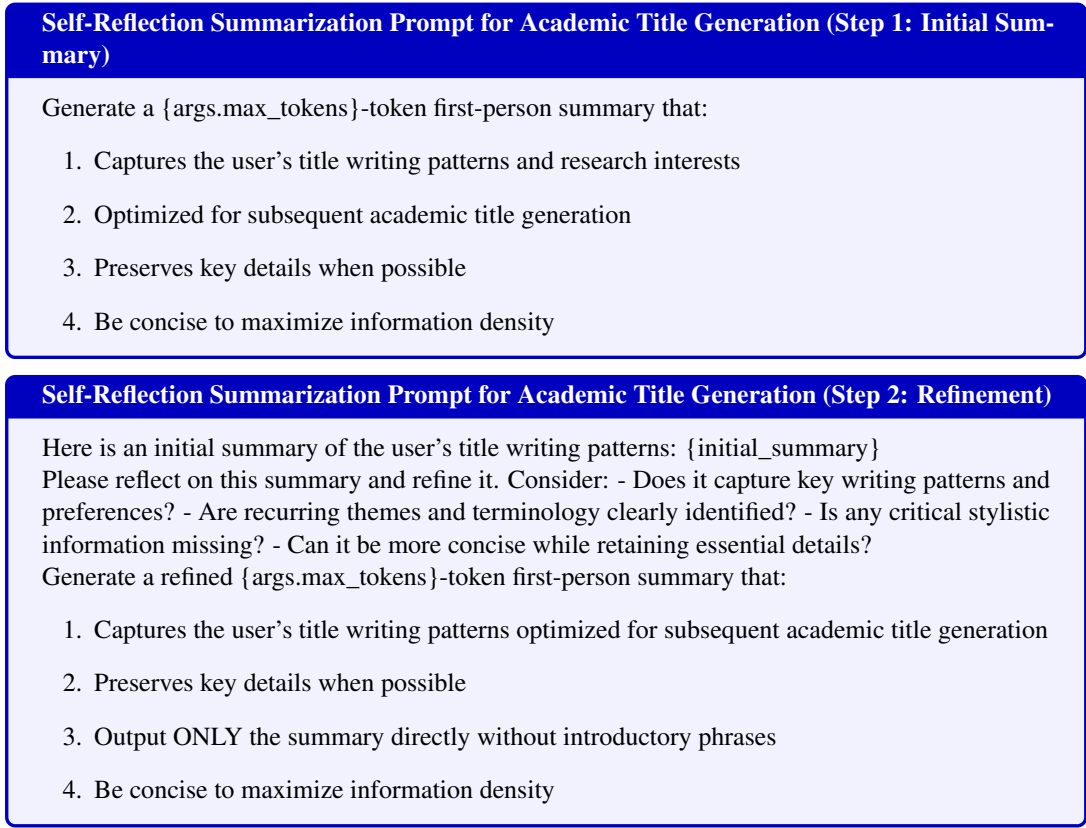 Self-Reflection Summarization Prompt for Academic Title Generation (Step 1: Initial Sum-
mary)
Generate a {args.max_tokens}-token first-person summary that:
1. Captures the user's title writing patterns and research interests
2. Optimized for subsequent academic title generation
3. Preserves key details when possible
4. Be concise to maximize information density
Self-Reflection Summarization Prompt for Academic Title Generation (Step 2: Refinement)
Here is an initial summary of the user's title writing patterns: {initial_summary}
Please reflect on this summary and refine it. Consider: - Does it capture key writing patterns and
preferences? - Are recurring themes and terminology clearly identified? - Is any critical stylistic
information missing? - Can it be more concise while retaining essential details?
Generate a refined {args.max_tokens}-token first-person summary that:
1. Captures the user's title writing patterns optimized for subsequent academic title generation
2. Preserves key details when possible
3. Output ONLY the summary directly without introductory phrases
4. Be concise to maximize information density